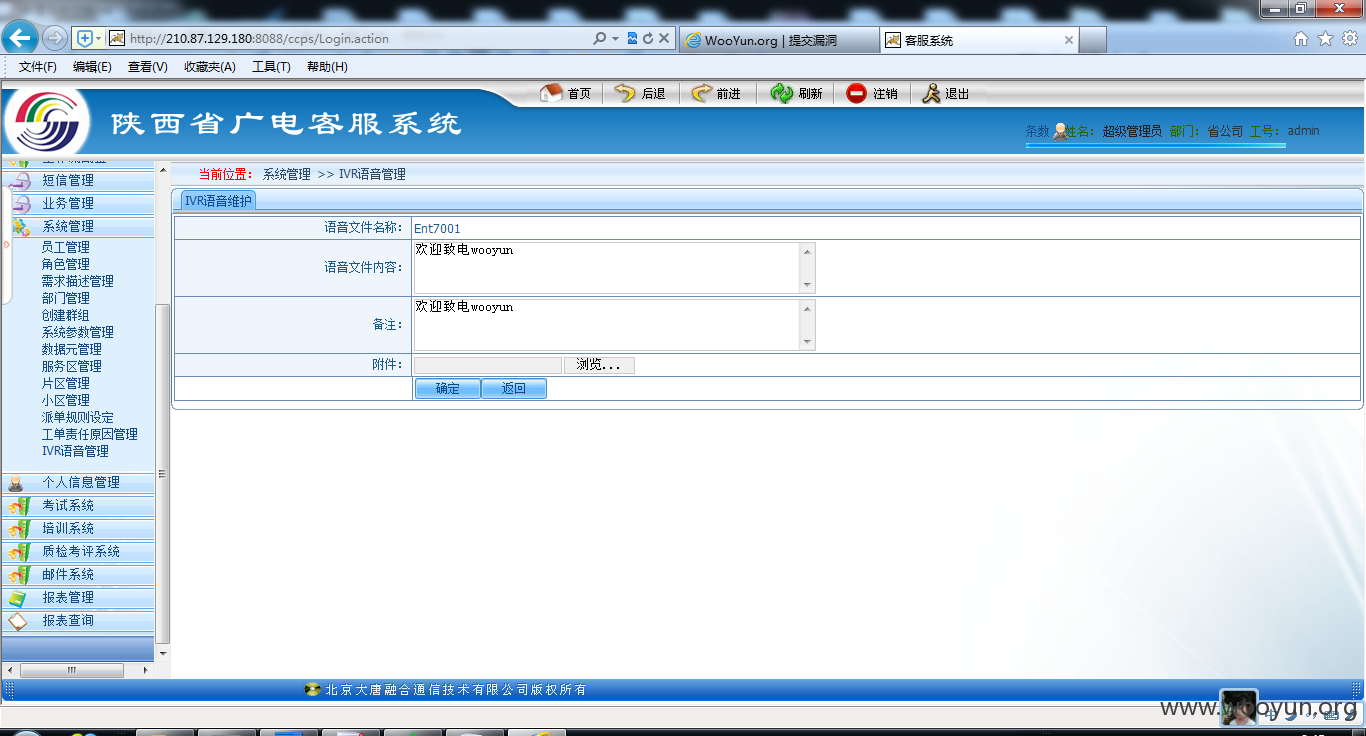 http://210.87.129.180:8088/ccps/Login.action
WooYun.org | 提交漏洞
客服系统
文件(F) 编辑(E) 查看(V) 收藏夹(A) 工具(T) 帮助(H)
首页 后退 前进 刷新 注销 退出
陕西省广电客服系统
条数 姓名: 超级管理员 部门: 省公司 工号: admin
当前位置: 系统管理 >> IVR语音管理
短信管理
业务管理
系统管理
员工管理
角色管理
需求描述管理
部门管理
创建群组
系统参数管理
数据元管理
服务区管理
片区管理
小区管理
派单规则设定
工单责任原因管理
IVR语音管理
个人信息管理
考试系统
培训系统
质检考评系统
邮件系统
报表管理
报表查询
IVR语音维护
语音文件名称: Ent7001
语音文件内容: 欢迎致电wooyun
备注: 欢迎致电wooyun
附件: 浏览...
确定 返回
北京大唐融合通信技术有限公司版权所有
www.wooyun.org